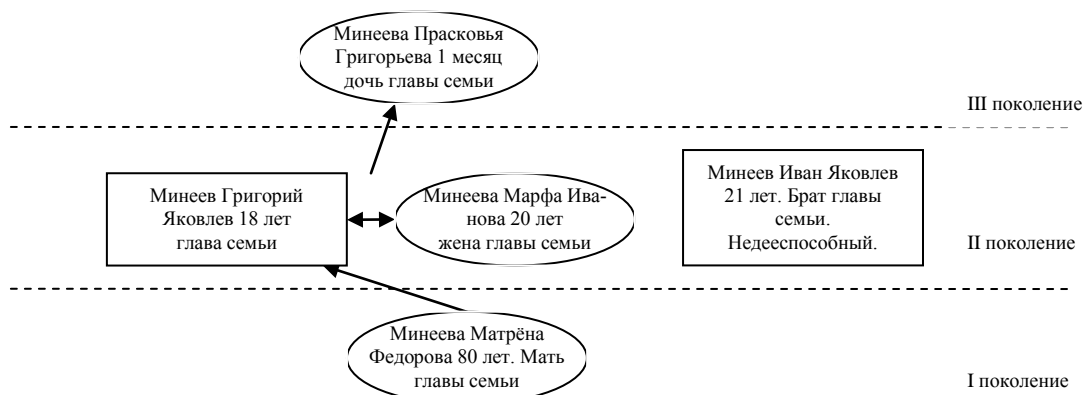 Минеева Прасковья
Григорьева 1 месяц
дочь главы семьи
III поколение
Минеев Григорий
Яковлев 18 лет
глава семьи
Минеева Марфа Ива-
нова 20 лет
жена главы семьи
Минеев Иван Яковлев
21 лет. Брат главы
семьи.
Недееспособный.
II поколение
Минеева Матрёна
Федорова 80 лет. Мать
главы семьи
I поколение